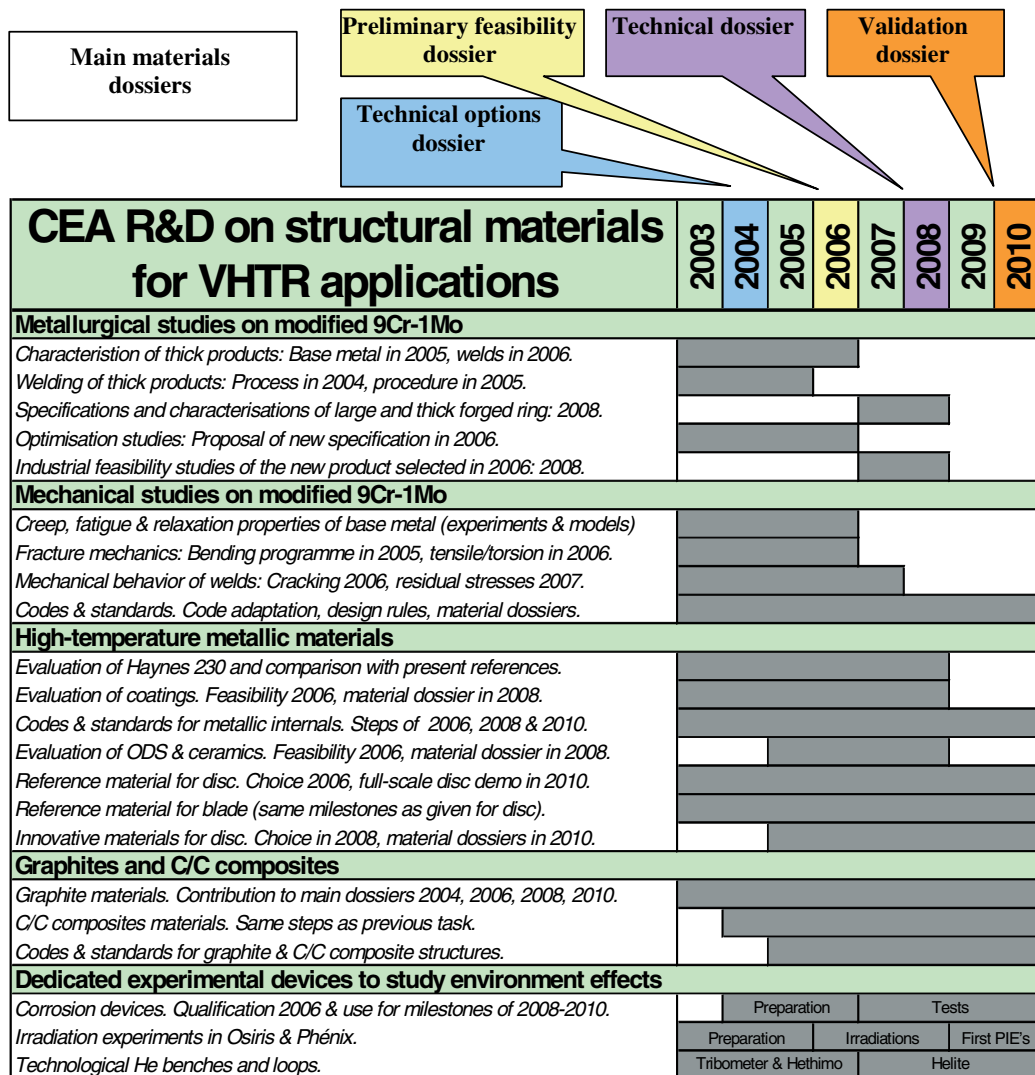 Main materials
dossiers
Preliminary feasibility
dossier
Technical dossier
Validation
dossier
Technical options
dossier
CEA R&D on structural materials
for VHTR applications
2003
2004
2005
2006
2007
2008
2009
2010
Metallurgical studies on modified 9Cr-1Mo
Characteristion of thick products: Base metal in 2005, welds in 2006.
Welding of thick products: Process in 2004, procedure in 2005.
Specifications and characterisations of large and thick forged ring: 2008.
Optimisation studies: Proposal of new specification in 2006.
Industrial feasibility studies of the new product selected in 2006: 2008.
Mechanical studies on modified 9Cr-1Mo
Creep, fatigue & relaxation properties of base metal (experiments & models)
Fracture mechanics: Bending programme in 2005, tensile/torsion in 2006.
Mechanical behavior of welds: Cracking 2006, residual stresses 2007.
Codes & standards. Code adaptation, design rules, material dossiers.
High-temperature metallic materials
Evaluation of Haynes 230 and comparison with present references.
Evaluation of coatings. Feasibility 2006, material dossier in 2008.
Codes & standards for metallic internals. Steps of 2006, 2008 & 2010.
Evaluation of ODS & ceramics. Feasibility 2006, material dossier in 2008.
Reference material for disc. Choice 2006, full-scale disc demo in 2010.
Reference material for blade (same milestones as given for disc).
Innovative materials for disc. Choice in 2008, material dossiers in 2010.
Graphites and C/C composites
Graphite materials. Contribution to main dossiers 2004, 2006, 2008, 2010.
C/C composites materials. Same steps as previous task.
Codes & standards for graphite & C/C composite structures.
Dedicated experimental devices to study environment effects
Corrosion devices. Qualification 2006 & use for milestones of 2008-2010.
Preparation
Tests
Irradiation experiments in Osiris & Phénix.
Preparation
Irradiations
First PIE's
Technological He benches and loops.
Tribometer & Hethimo
Helite